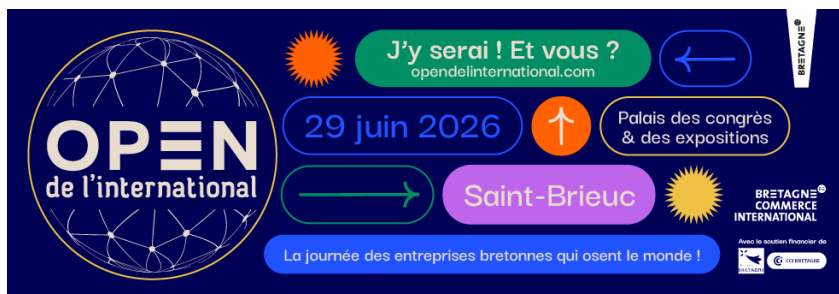 OPEN
de l'international
J'y serai ! Et vous ?
opendelinternational.com
29 juin 2026
Palais des congrès
& des expositions
Saint-Brieuc
La journée des entreprises bretonnes qui osent le monde !
BRETAGNE
BRETAGNE
COMMERCE
INTERNATIONAL
Avec le soutien financier de
BRETAGNE
CCI BRETAGNE